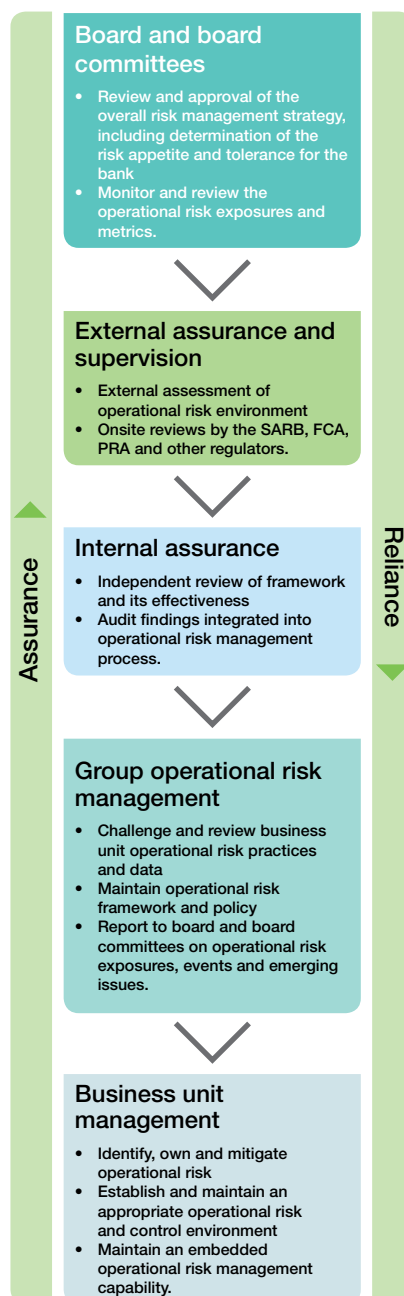 Board and board
committees
• Review and approval of the
overall risk management strategy,
including determination of the
risk appetite and tolerance for the
bank
• Monitor and review the
operational risk exposures and
metrics.
External assurance and
supervision
• External assessment of
operational risk environment
• Onsite reviews by the SARB, FCA,
PRA and other regulators.
Internal assurance
• Independent review of framework
and its effectiveness
• Audit findings integrated into
operational risk management
process.
Group operational risk
management
• Challenge and review business
unit operational risk practices
and data
• Maintain operational risk
framework and policy
• Report to board and board
committees on operational risk
exposures, events and emerging
issues.
Business unit
management
• Identify, own and mitigate
operational risk
• Establish and maintain an
appropriate operational risk
and control environment
• Maintain an embedded
operational risk management
capability.
Assurance
Reliance